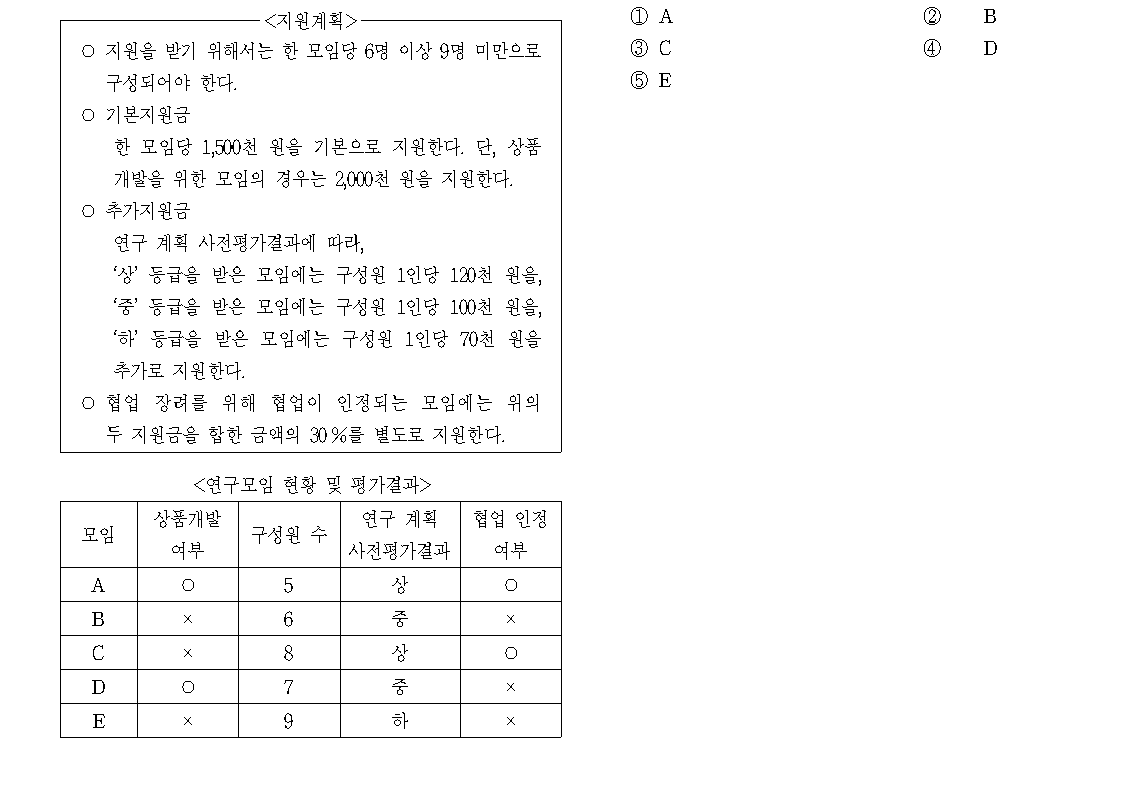 <지원계획>
○ 지원을 받기 위해서는 한 모임당 6명 이상 9명 미만으로
구성되어야 한다.
○ 기본지원금
한 모임당 1,500천 원을 기본으로 지원한다. 단, 상품
개발을 위한 모임의 경우는 2,000천 원을 지원한다.
○ 추가지원금
연구 계획 사전평가결과에 따라,
‘상’ 등급을 받은 모임에는 구성원 1인당 120천 원을,
‘중’ 등급을 받은 모임에는 구성원 1인당 100천 원을,
‘하’ 등급을 받은 모임에는 구성원 1인당 70천 원을
추가로 지원한다.
○ 협업 장려를 위해 협업이 인정되는 모임에는 위의
두 지원금을 합한 금액의 30%를 별도로 지원한다.
<연구모임 현황 및 평가결과>
모임 상품개발 여부 구성원 수 연구 계획 사전평가결과 협업 인정 여부
A ○ 5 상 ○
B × 6 중 ×
C × 8 상 ○
D ○ 7 중 ×
E × 9 하 ×
① A ② B
③ C ④ D
⑤ E